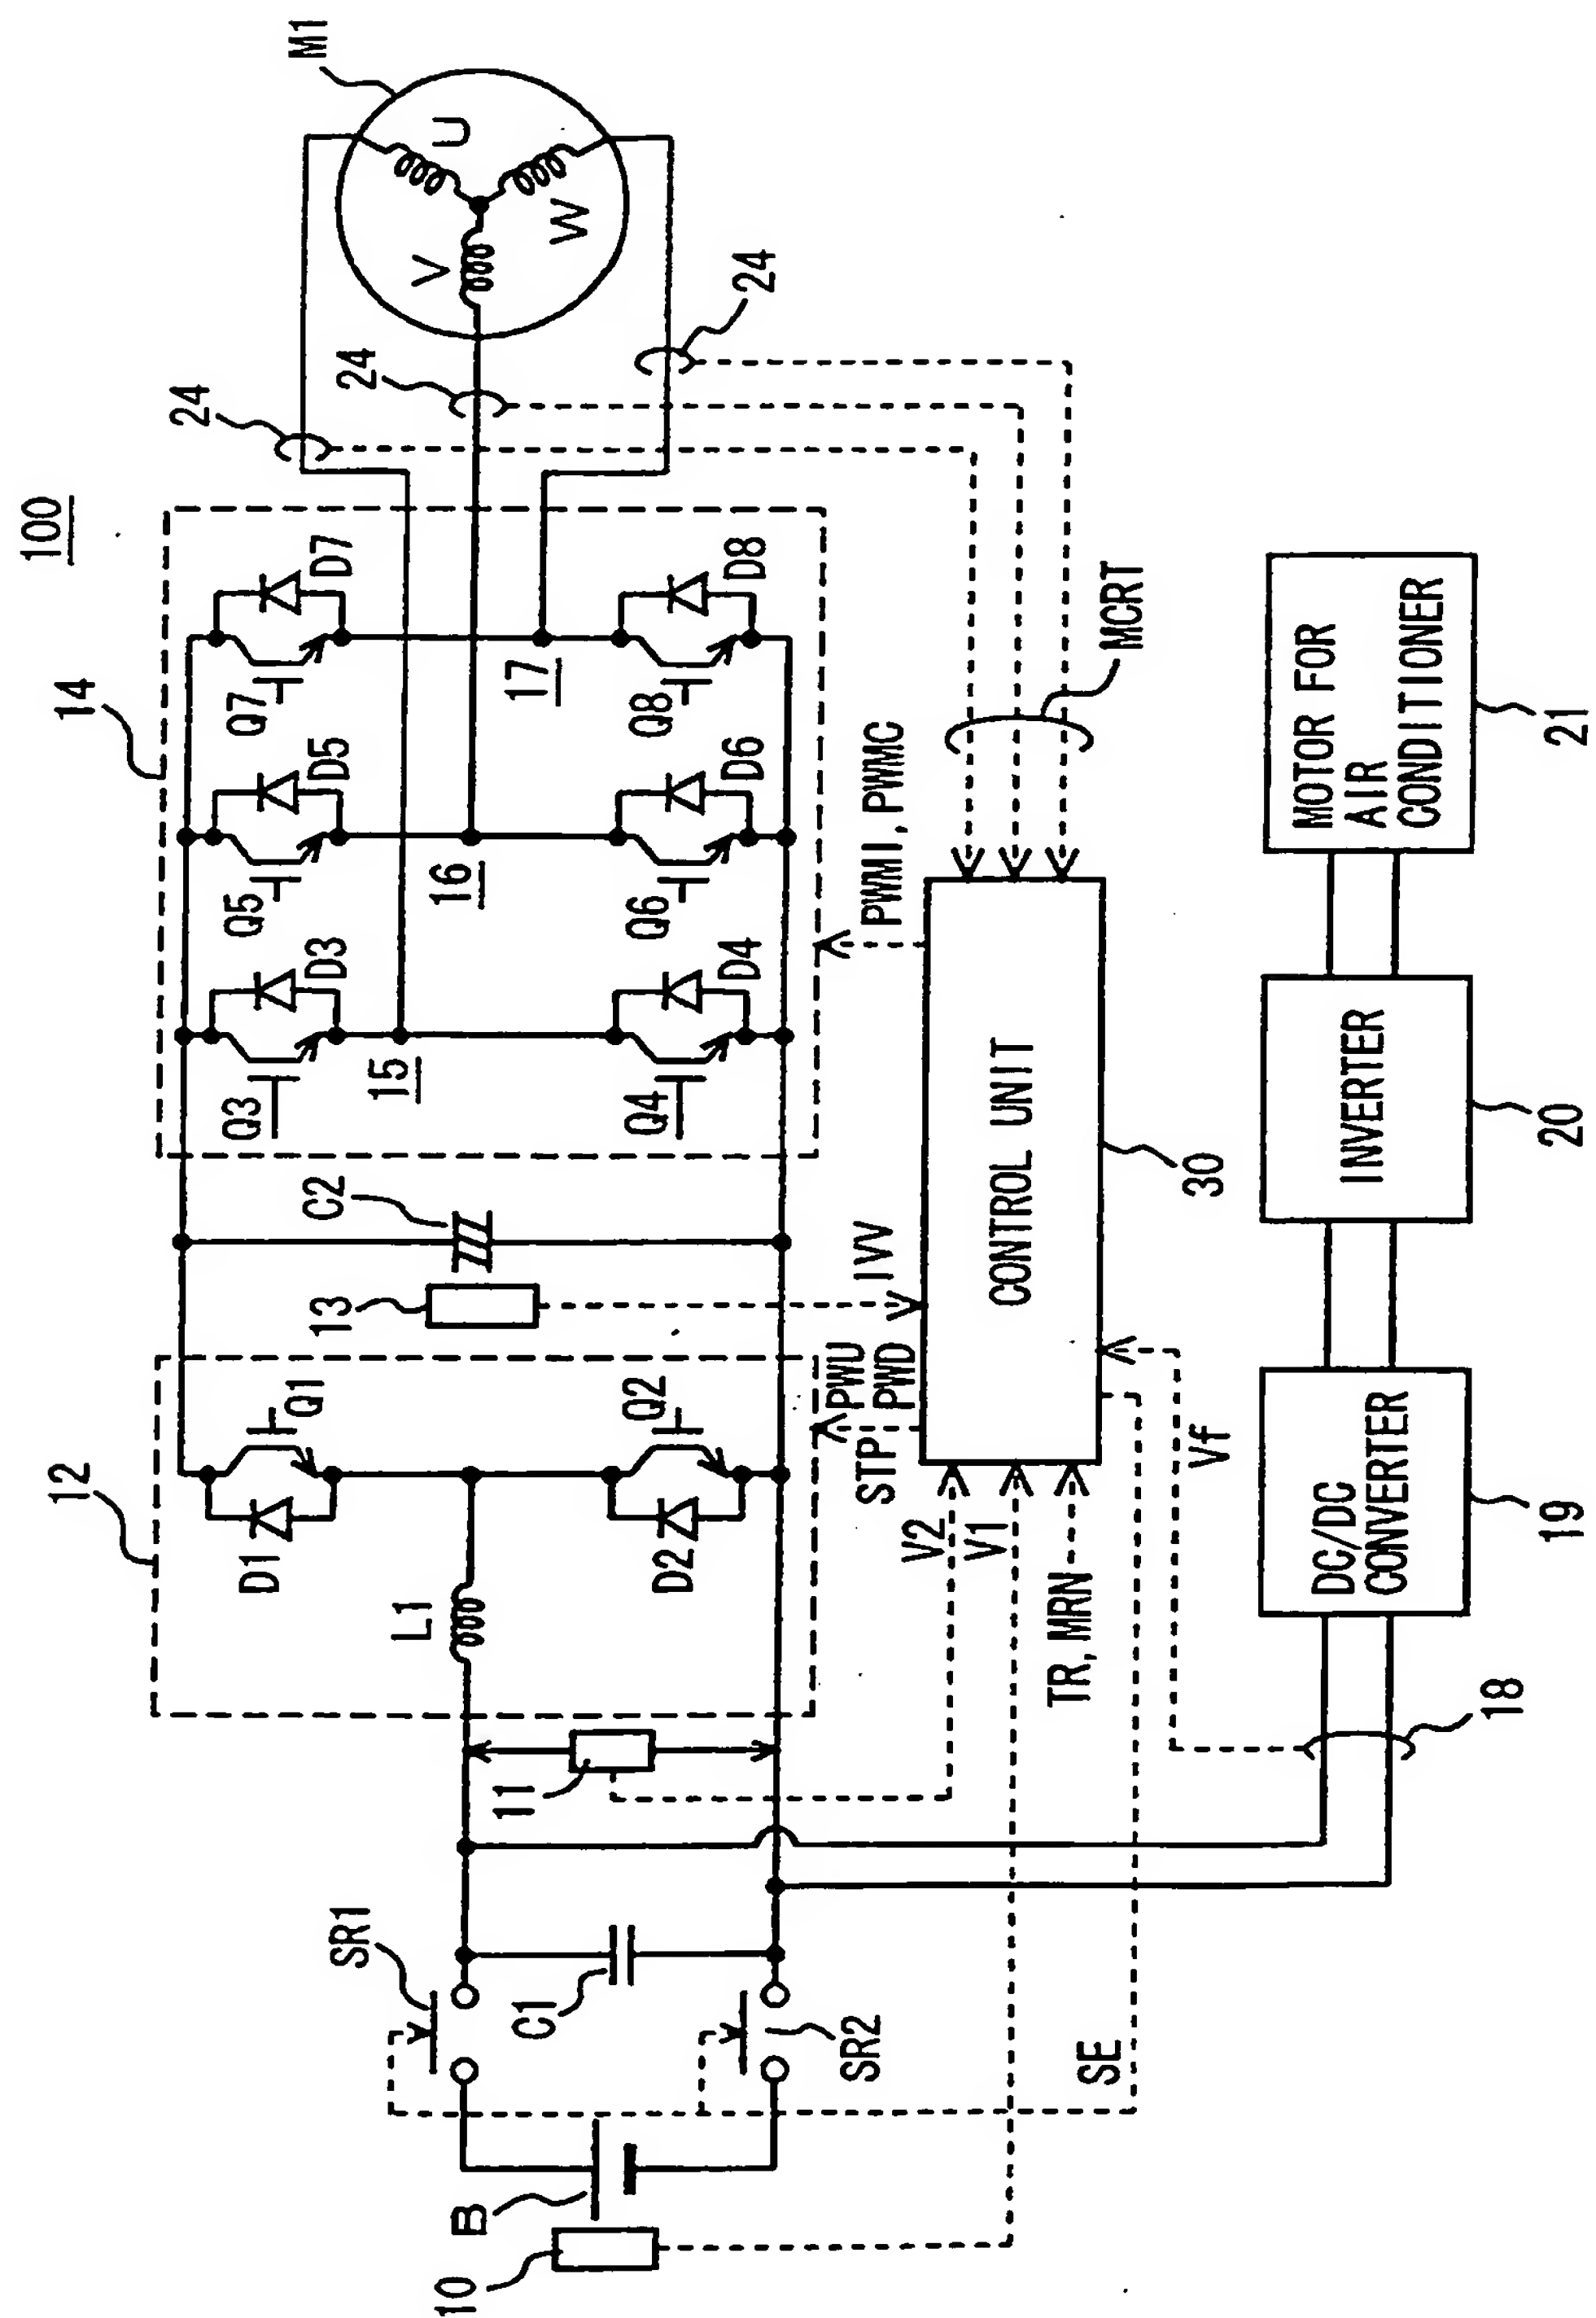 100
M1
U
V
W
24
24
24
14
Q7
D7
Q8
D8
17
Q5
D5
Q6
D6
16
Q3
D3
Q4
D4
15
C2
13
12
Q1
D1
Q2
D2
L1
11
SR1
C1
SR2
B
10
PWMI, PWMC
MCRT
IVV
PWU
PWD
STP
V2
V1
TR, MRN
SE
Vf
CONTROL UNIT
30
18
DC/DC
CONVERTER
19
INVERTER
20
MOTOR FOR
AIR
CONDITIONER
21